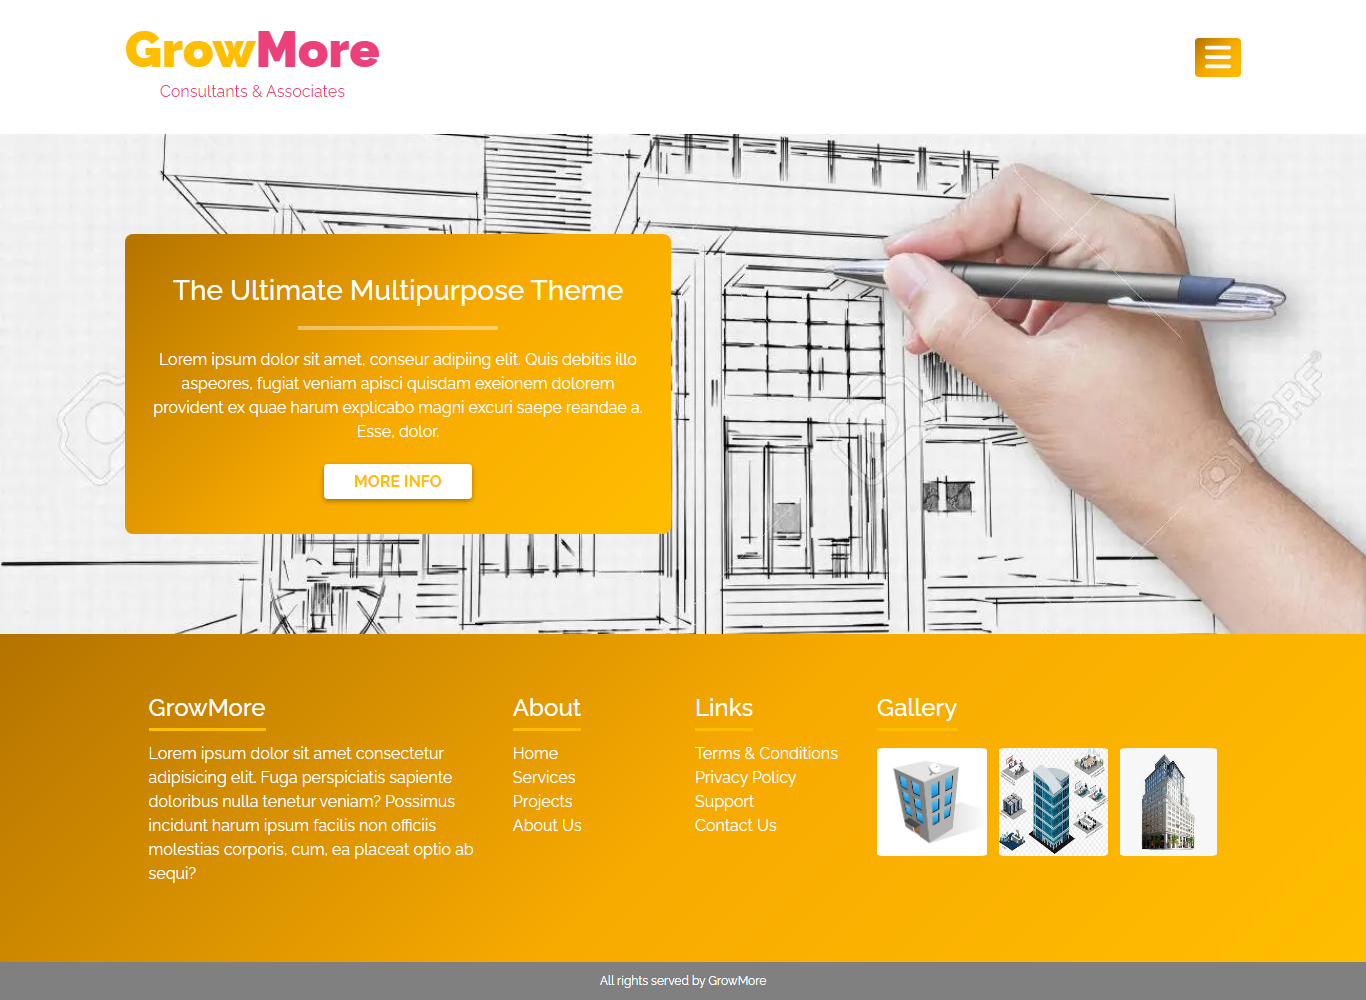 GrowMore
Consultants & Associates
The Ultimate Multipurpose Theme
Lorem ipsum dolor sit amet, conseur adipiing elit. Quis debitis illo
aspeores, fugiat veniam apisci quisdam exeionem dolorem
provident ex quae harum explicabo magni excuri saepe reandae a.
Esse, dolor.
MORE INFO
123RF
GrowMore
Lorem ipsum dolor sit amet consectetur
adipisicing elit. Fuga perspiciatis sapiente
doloribus nulla tenetur veniam? Possimus
incidunt harum ipsum facilis non officiis
molestias corporis, cum, ea placeat optio ab
sequi?
About
Home
Services
Projects
About Us
Links
Terms & Conditions
Privacy Policy
Support
Contact Us
Gallery
All rights served by GrowMore